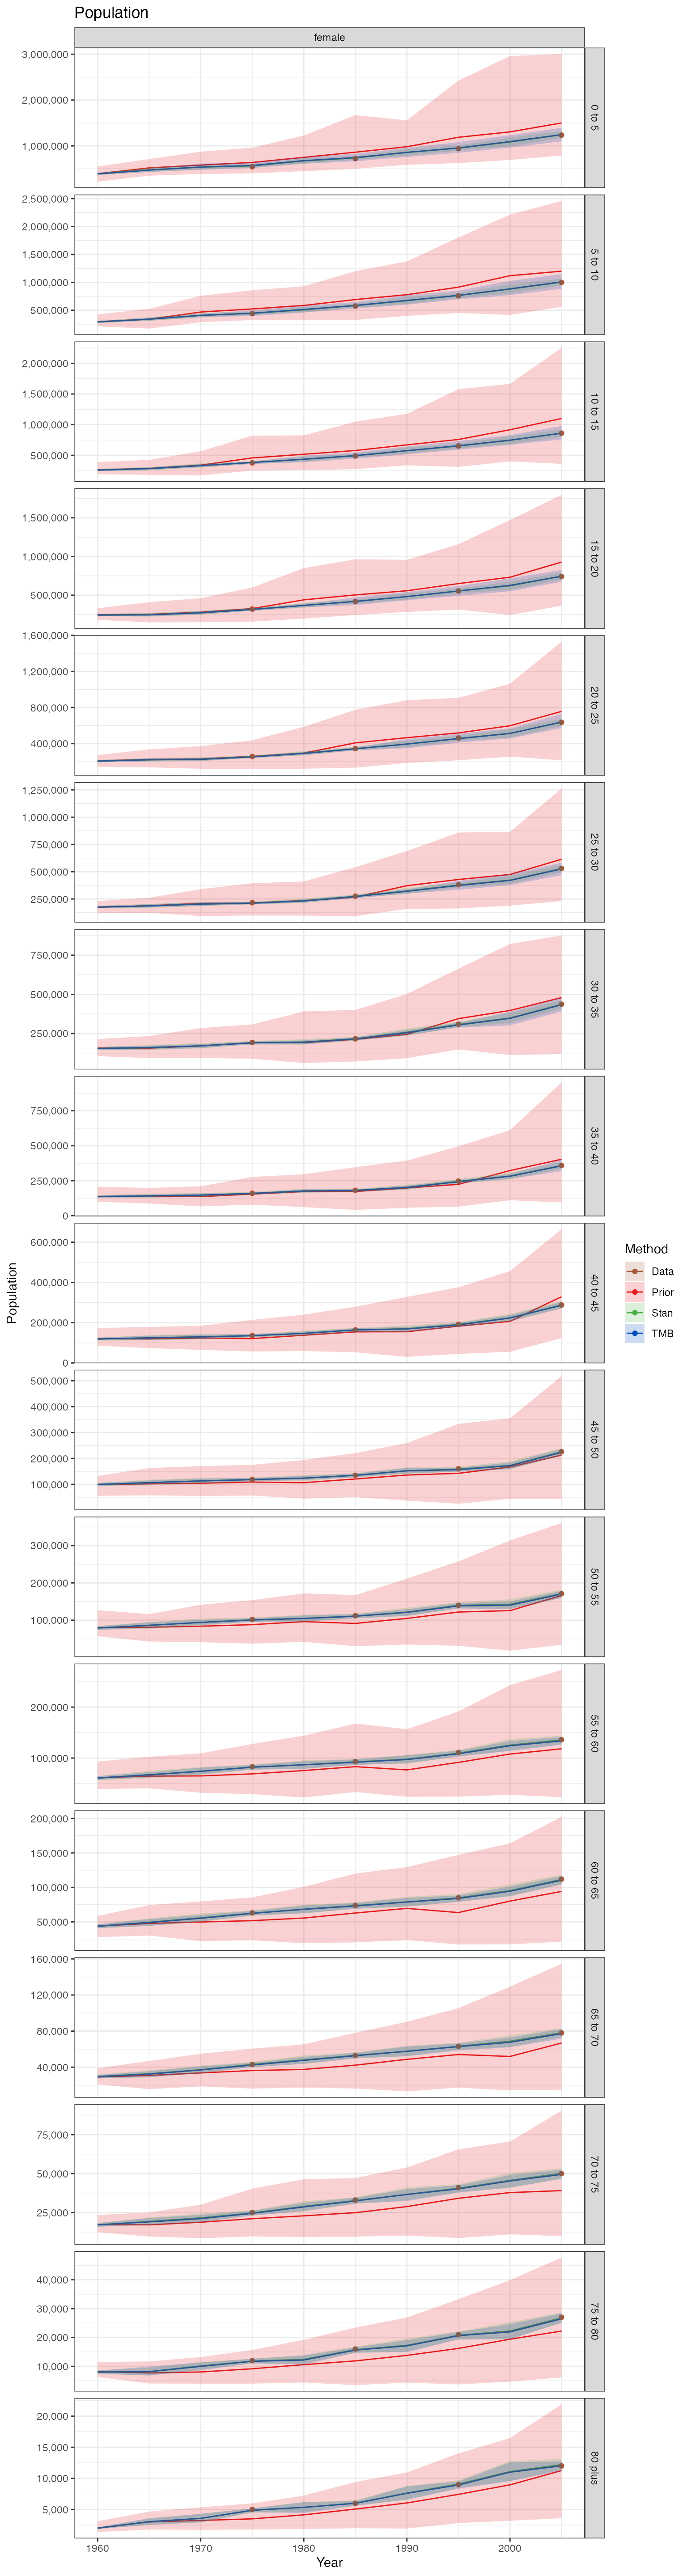 Population
female
3,000,000
2,000,000
1,000,000
0 to 5
2,500,000
2,000,000
1,500,000
1,000,000
500,000
5 to 10
2,000,000
1,500,000
1,000,000
500,000
10 to 15
1,500,000
1,000,000
500,000
15 to 20
1,600,000
1,200,000
800,000
400,000
20 to 25
1,250,000
1,000,000
750,000
500,000
250,000
25 to 30
750,000
500,000
250,000
30 to 35
750,000
500,000
250,000
0
35 to 40
600,000
400,000
200,000
0
40 to 45
500,000
400,000
300,000
200,000
100,000
45 to 50
300,000
200,000
100,000
50 to 55
200,000
100,000
55 to 60
200,000
150,000
100,000
50,000
60 to 65
160,000
120,000
80,000
40,000
65 to 70
75,000
50,000
25,000
70 to 75
40,000
30,000
20,000
10,000
75 to 80
20,000
15,000
10,000
5,000
80 plus
1960
1970
1980
1990
2000
Year
Population
Method
Data
Prior
Stan
TMB